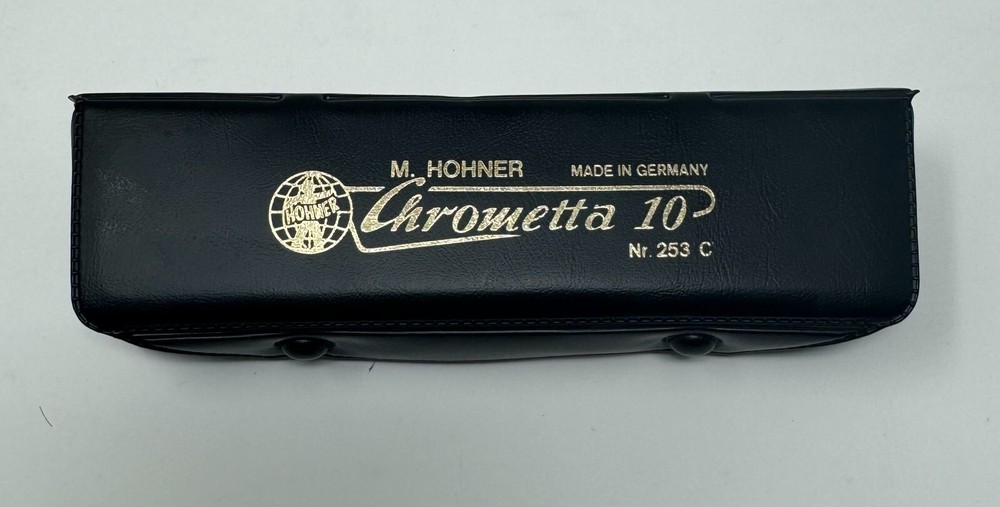 M. HOHNER MADE IN GERMANY
HOHNER
Chrometta 10
Nr. 253 C